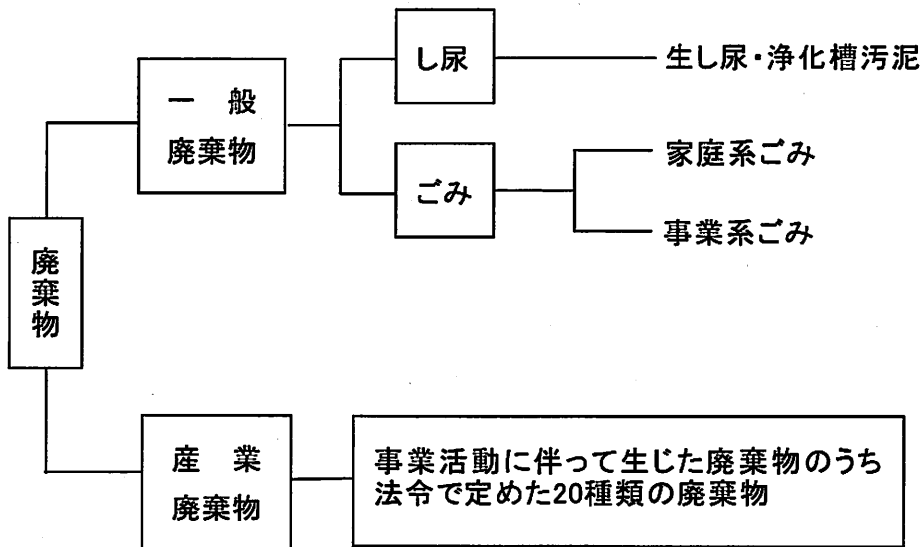 廃棄物
一般
廃棄物
し尿
生し尿・浄化槽汚泥
ごみ
家庭系ごみ
事業系ごみ
産業
廃棄物
事業活動に伴って生じた廃棄物のうち
法令で定めた20種類の廃棄物